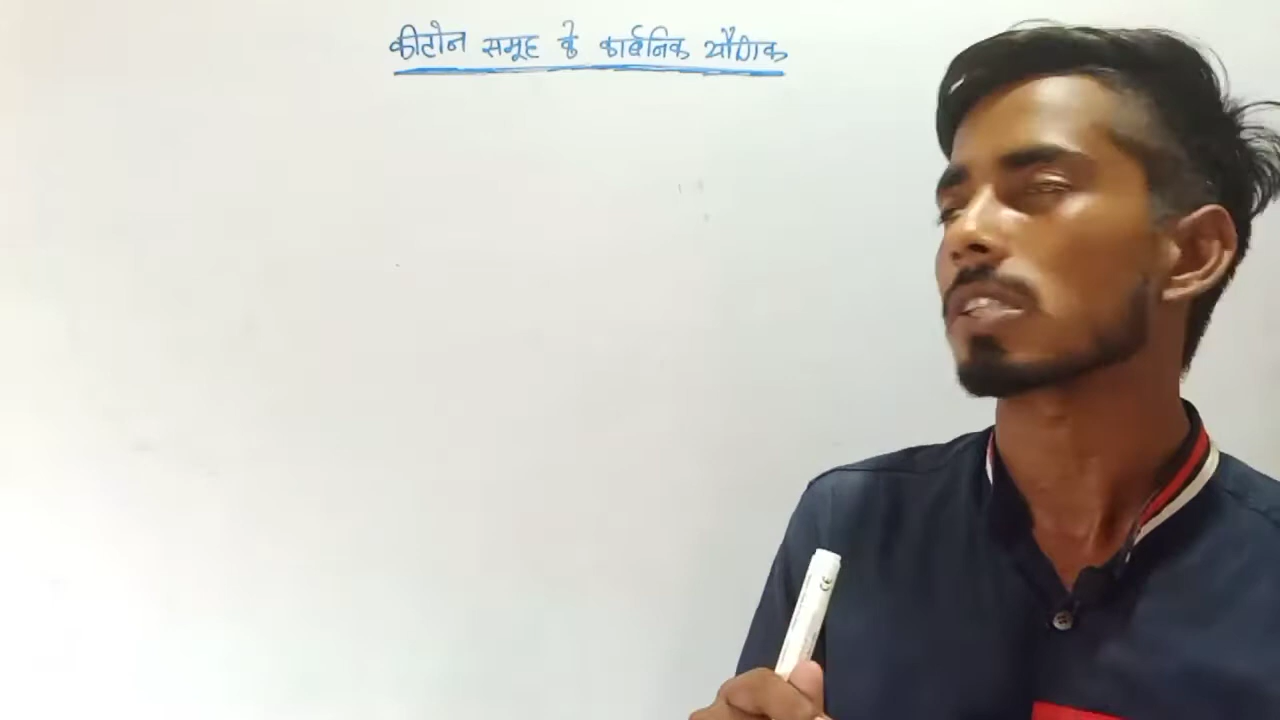 कीटोन समूह के कार्बनिक यौगिक